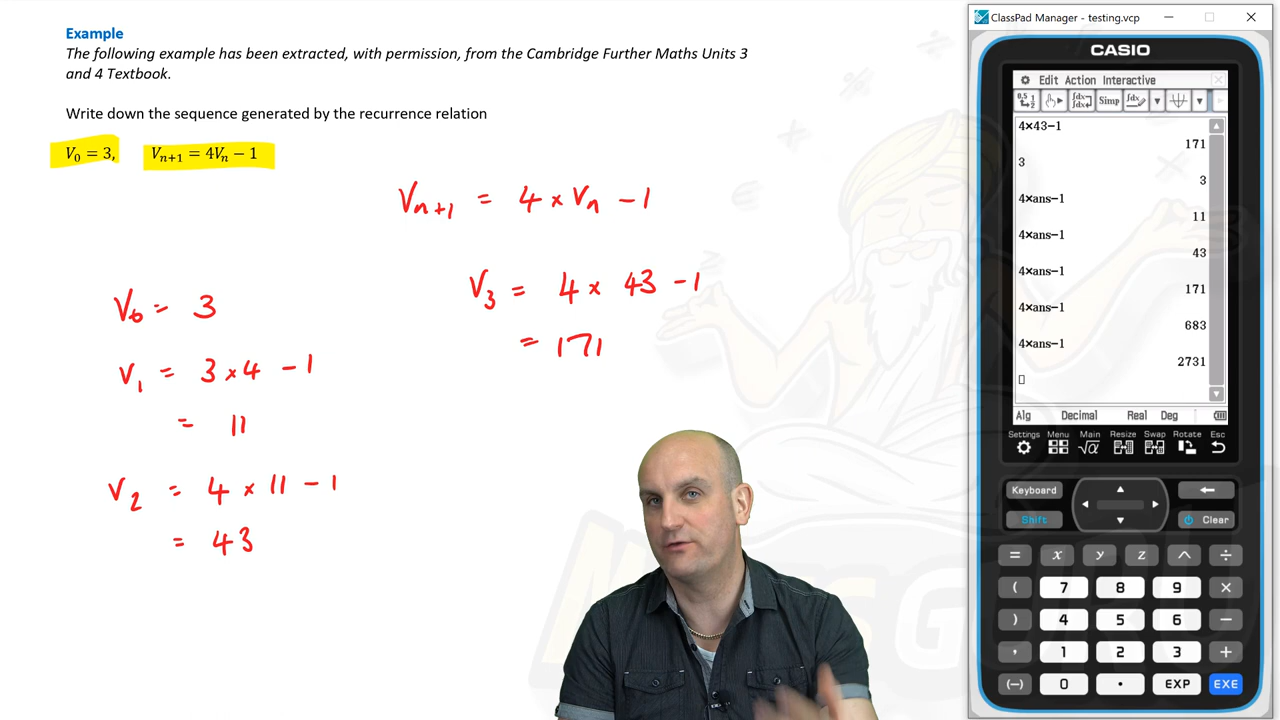 Example
The following example has been extracted, with permission, from the Cambridge Further Maths Units 3
and 4 Textbook.
Write down the sequence generated by the recurrence relation
V₀ = 3, Vₙ₊₁ = 4Vₙ − 1
Vₙ₊₁ = 4 × Vₙ − 1
V₀ = 3
V₁ = 3 × 4 − 1
= 11
V₂ = 4 × 11 − 1
= 43
V₃ = 4 × 43 − 1
= 171
ClassPad Manager - testing.vcp
CASIO
Edit Action Interactive
Simp
4×43−1
171
3
3
4×ans−1
11
4×ans−1
43
4×ans−1
171
4×ans−1
683
4×ans−1
2731
Alg Decimal Real Deg
Settings Menu Main Resize Swap Rotate Esc
Keyboard
Shift Clear
= x y z ^ ÷
( 7 8 9 ×
) 4 5 6 −
, 1 2 3 +
(−) 0 . EXP EXE